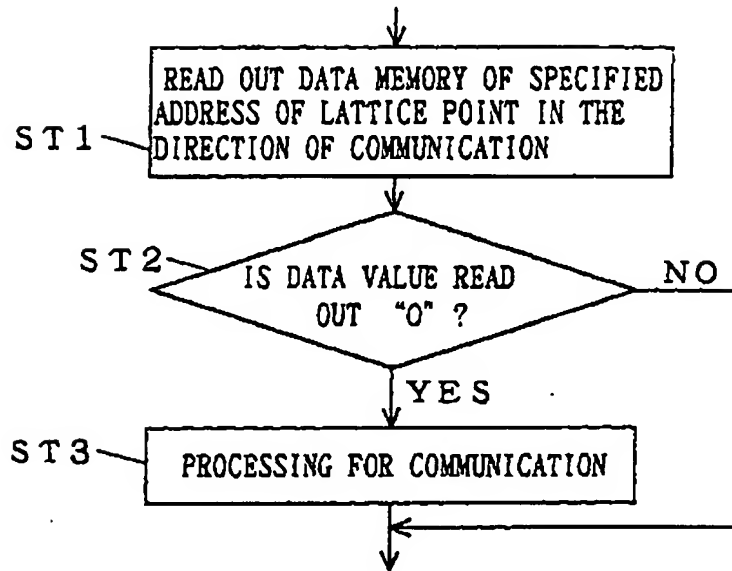 READ OUT DATA MEMORY OF SPECIFIED
ADDRESS OF LATTICE POINT IN THE
DIRECTION OF COMMUNICATION
ST1
ST2
IS DATA VALUE READ
OUT "0" ?
NO
YES
ST3
PROCESSING FOR COMMUNICATION